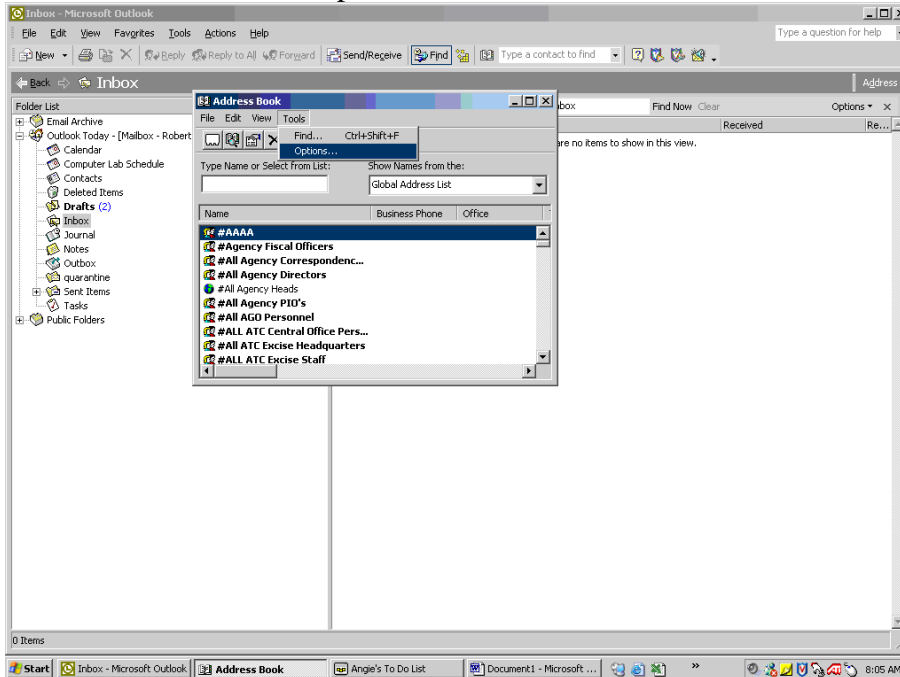 Inbox - Microsoft Outlook
File Edit View Favorites Tools Actions Help Type a question for help
New Reply Reply to All Forward Send/Receive Find Type a contact to find
Back Inbox Address
Folder List
Email Archive
Outlook Today - [Mailbox - Robert
Calendar
Computer Lab Schedule
Contacts
Deleted Items
Drafts (2)
Inbox
Journal
Notes
Outbox
quarantine
Sent Items
Tasks
Public Folders
Find Now Clear Options
Received Re...
are no items to show in this view.
Address Book
File Edit View Tools
Find... Ctrl+Shift+F
Options...
Type Name or Select from List: Show Names from the:
Global Address List
Name Business Phone Office
#AAAA
#Agency Fiscal Officers
#All Agency Correspondenc...
#All Agency Directors
#All Agency Heads
#All Agency PIO's
#All AGO Personnel
#ALL ATC Central Office Pers...
#All ATC Excise Headquarters
#ALL ATC Excise Staff
0 Items
Start Inbox - Microsoft Outlook Address Book Angie's To Do List Document1 - Microsoft ... » 8:05 AM